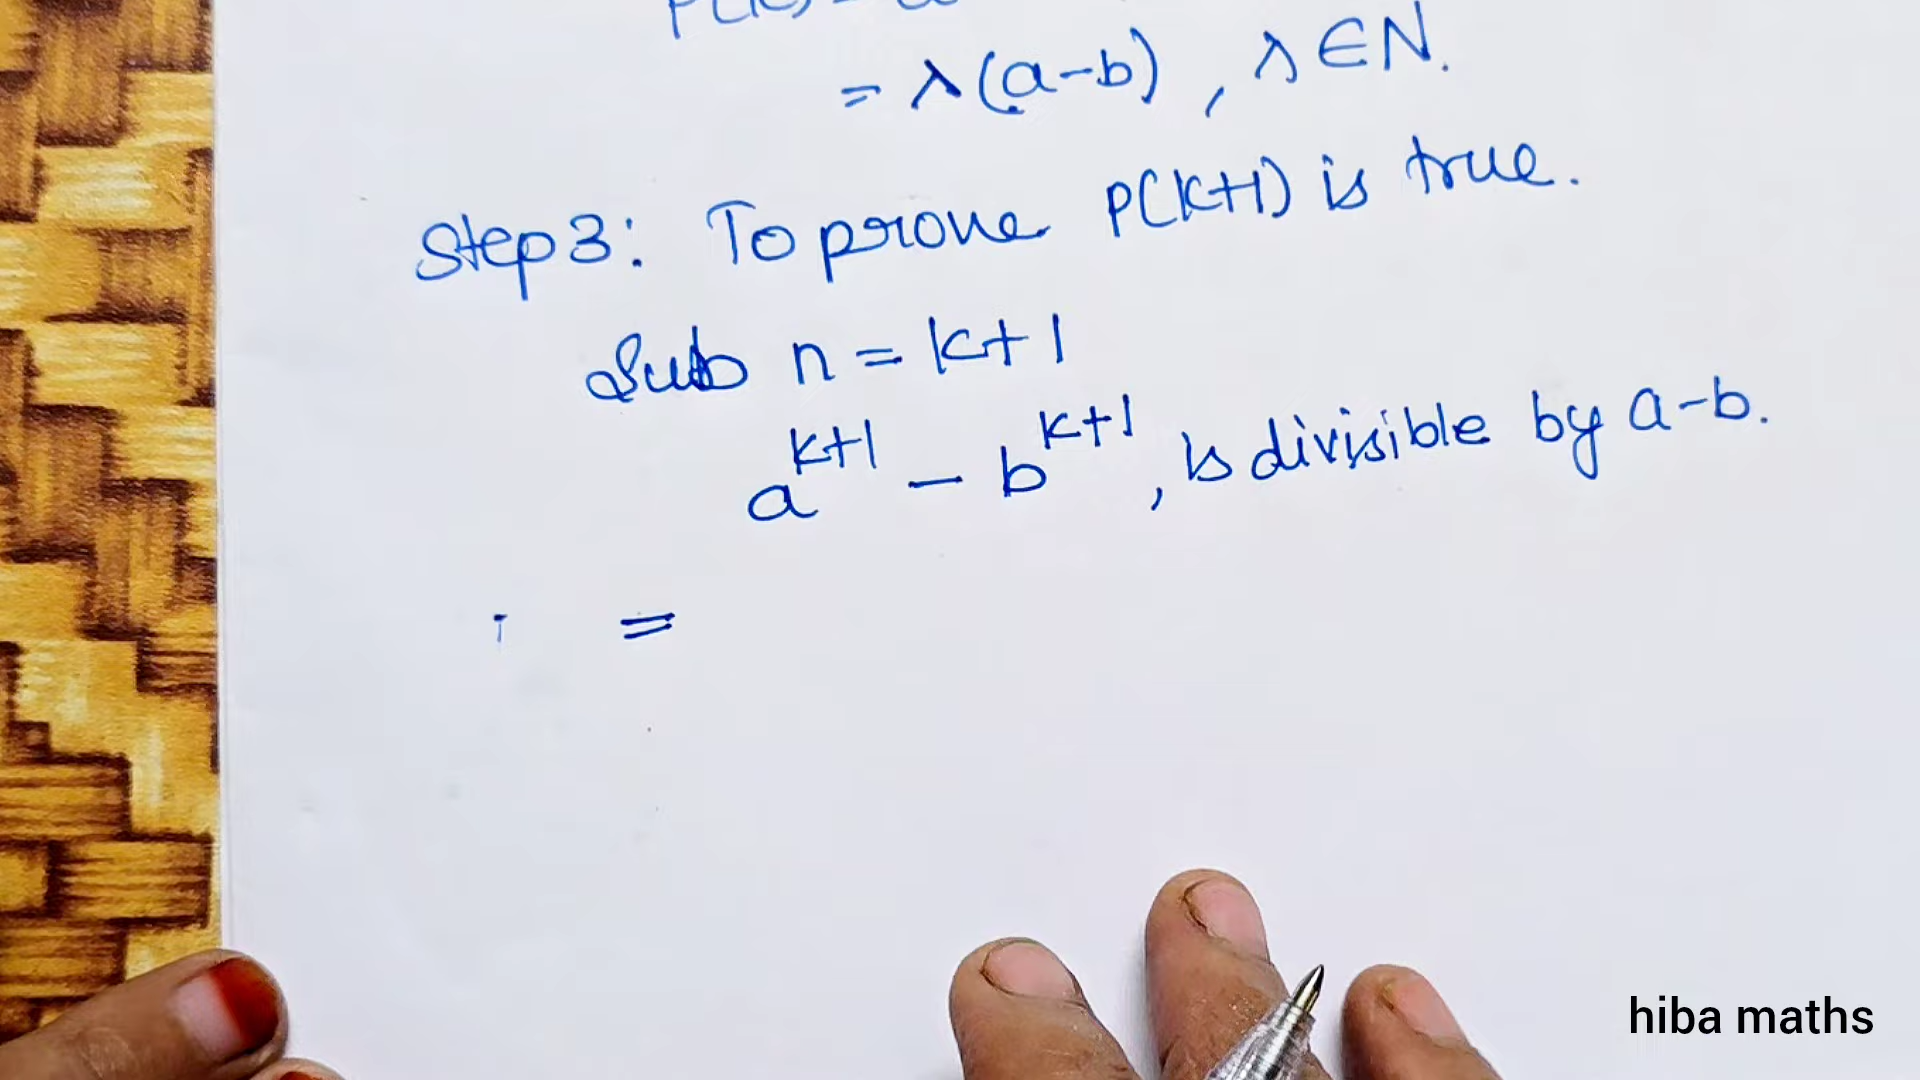 = λ(a-b), λ∈N.
Step 3: To prove P(k+1) is true.
Sub n = k+1
a^{k+1} - b^{k+1}, is divisible by a-b.
=
hiba maths